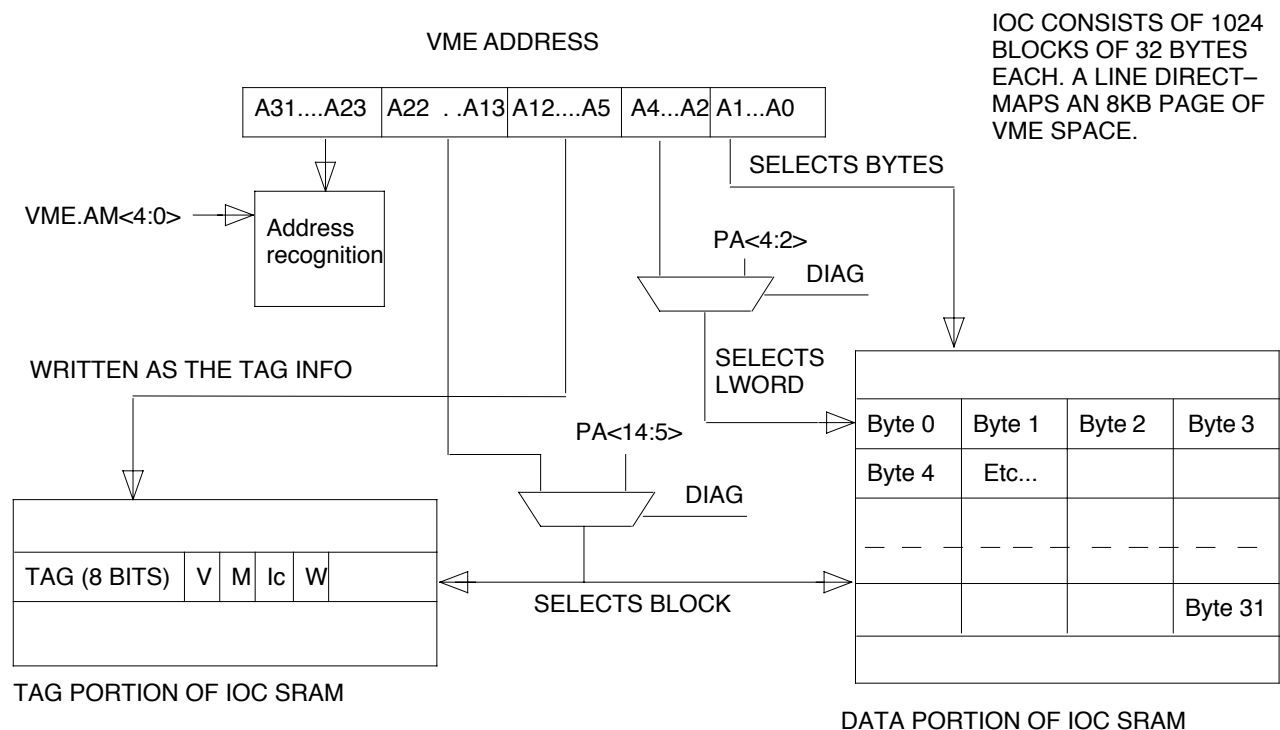 IOC CONSISTS OF 1024
BLOCKS OF 32 BYTES
EACH. A LINE DIRECT–
MAPS AN 8KB PAGE OF
VME SPACE.
VME ADDRESS
A31....A23 A22 . .A13 A12....A5 A4...A2 A1...A0
SELECTS BYTES
VME.AM<4:0>
Address
recognition
PA<4:2>
DIAG
SELECTS
LWORD
WRITTEN AS THE TAG INFO
PA<14:5>
DIAG
Byte 0 Byte 1 Byte 2 Byte 3
Byte 4 Etc...
TAG (8 BITS) V M Ic W
SELECTS BLOCK
Byte 31
TAG PORTION OF IOC SRAM
DATA PORTION OF IOC SRAM